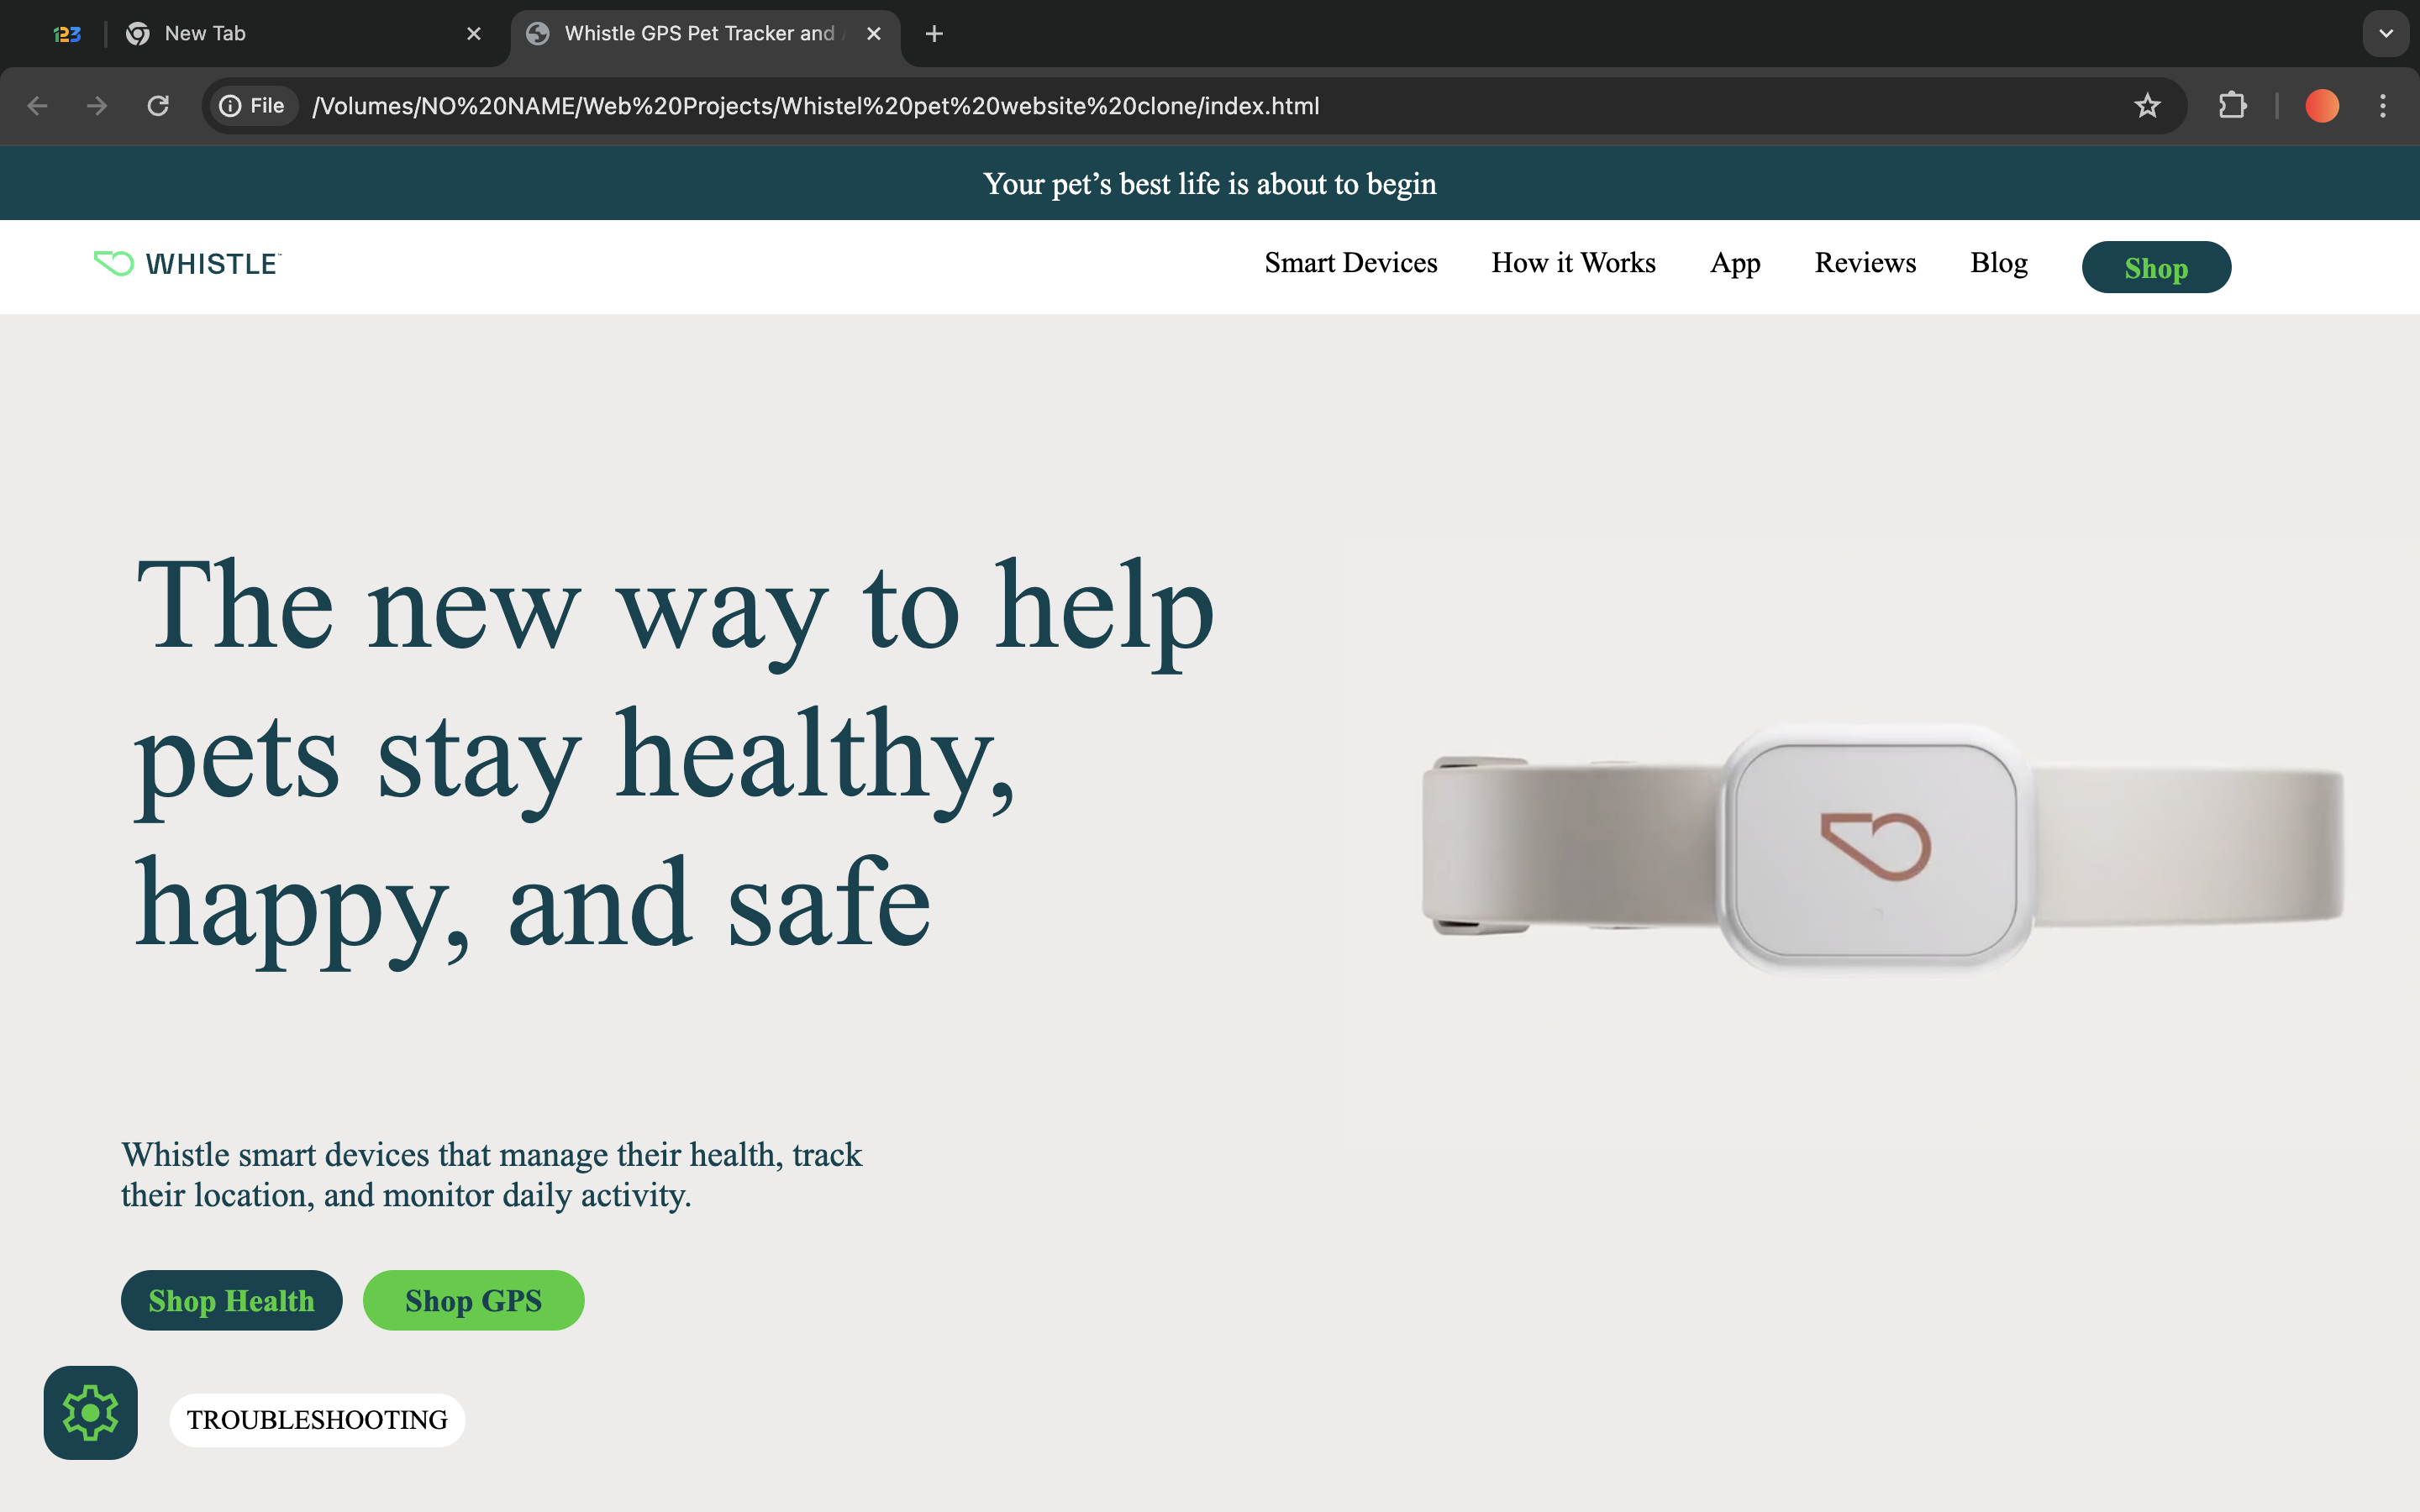 123
New Tab
Whistle GPS Pet Tracker and
File
/Volumes/NO%20NAME/Web%20Projects/Whistel%20pet%20website%20clone/index.html
Your pet’s best life is about to begin
WHISTLE
Smart Devices
How it Works
App
Reviews
Blog
Shop
The new way to help
pets stay healthy,
happy, and safe
Whistle smart devices that manage their health, track
their location, and monitor daily activity.
Shop Health
Shop GPS
TROUBLESHOOTING